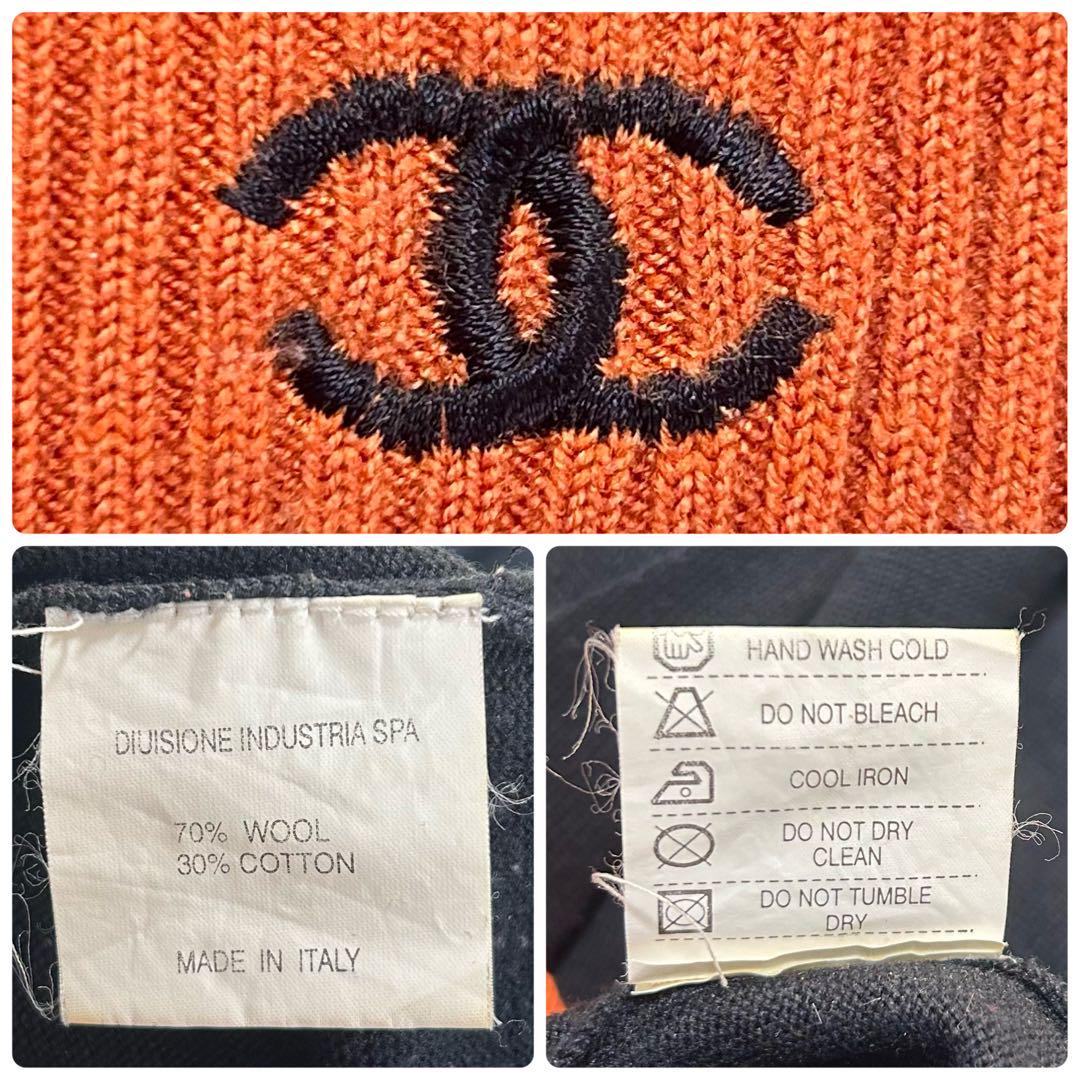 DIUISIONE INDUSTRIA SPA
70% WOOL
30% COTTON
MADE IN ITALY
HAND WASH COLD
DO NOT BLEACH
COOL IRON
DO NOT DRY
CLEAN
DO NOT TUMBLE
DRY